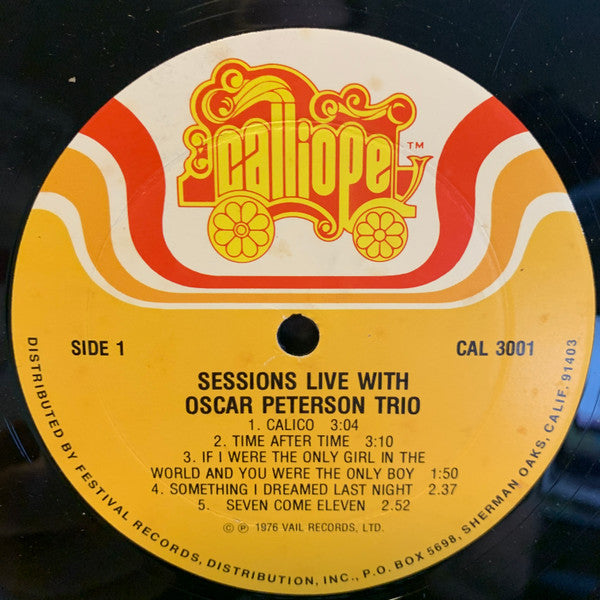 calliope
TM
SIDE 1
CAL 3001
SESSIONS LIVE WITH
OSCAR PETERSON TRIO
1. CALICO 3:04
2. TIME AFTER TIME 3:10
3. IF I WERE THE ONLY GIRL IN THE
WORLD AND YOU WERE THE ONLY BOY 1:50
4. SOMETHING I DREAMED LAST NIGHT 2.37
5. SEVEN COME ELEVEN 2.52
© ℗ 1976 VAIL RECORDS, LTD.
DISTRIBUTED BY FESTIVAL RECORDS, DISTRIBUTION, INC., P.O. BOX 5698, SHERMAN OAKS, CALIF. 91403